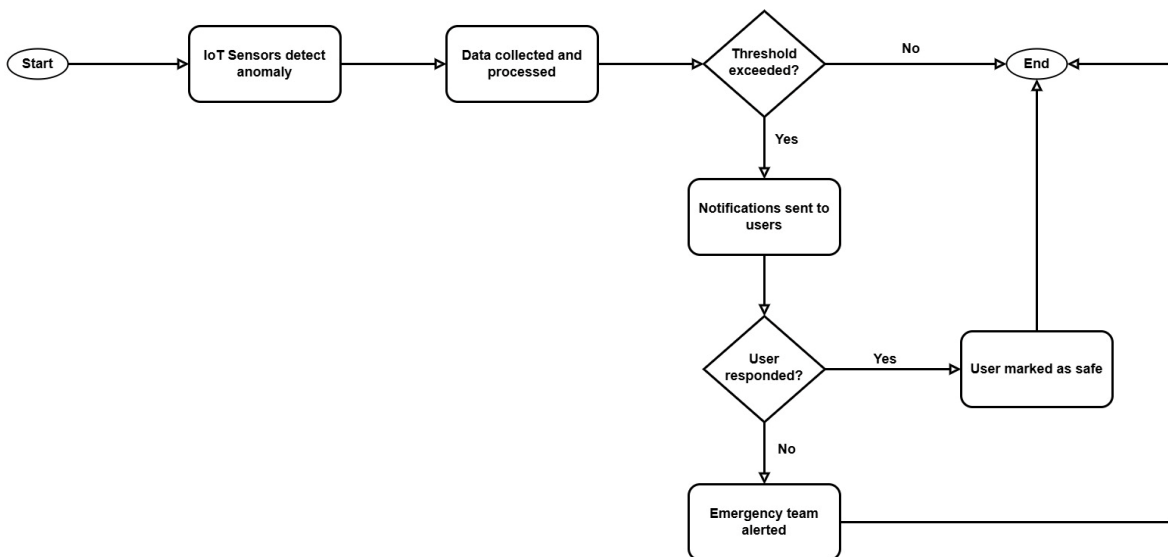 Start
IoT Sensors detect
anomaly
Data collected and
processed
Threshold
exceeded?
No
End
Yes
Notifications sent to
users
User
responded?
Yes
User marked as safe
No
Emergency team
alerted